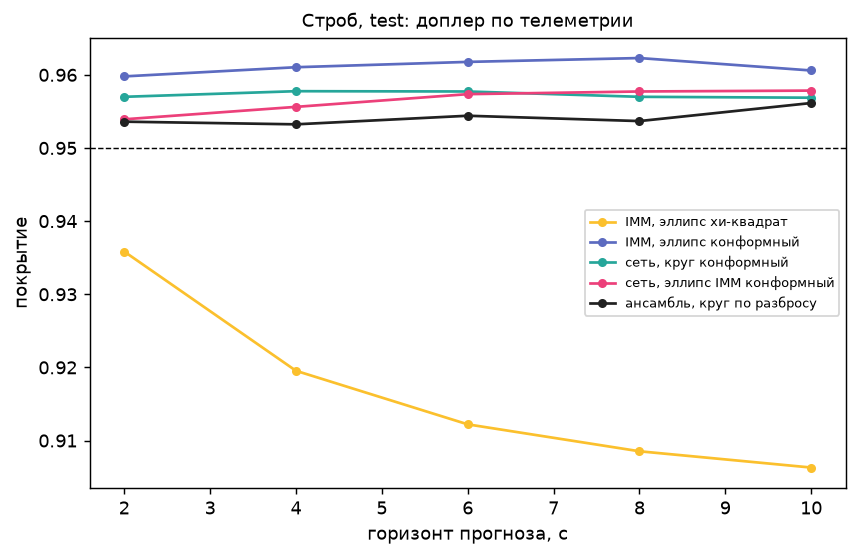 Строб, test: доплер по телеметрии
покрытие
0.96
0.95
0.94
0.93
0.92
0.91
IMM, эллипс хи-квадрат
IMM, эллипс конформный
сеть, круг конформный
сеть, эллипс IMM конформный
ансамбль, круг по разбросу
2 3 4 5 6 7 8 9 10
горизонт прогноза, с